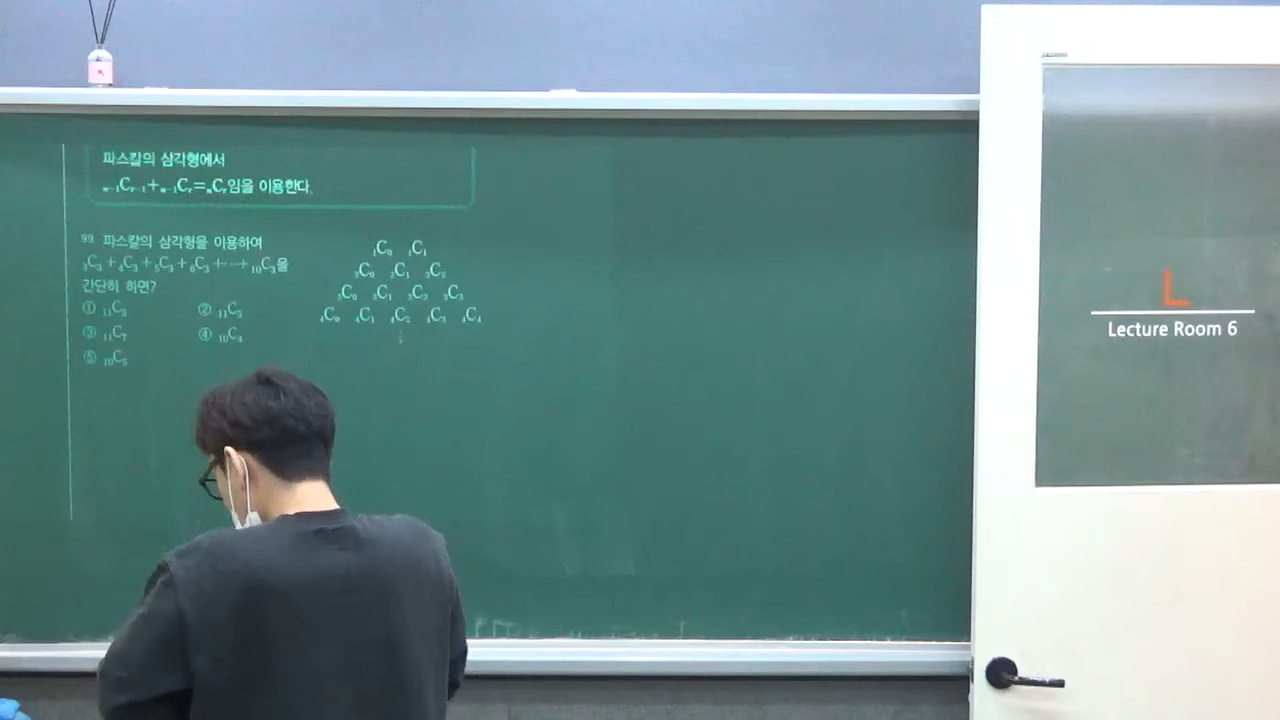 파스칼의 삼각형에서
ₙ₋₁Cᵣ₋₁+ₙ₋₁Cᵣ=ₙCᵣ임을 이용한다.
99. 파스칼의 삼각형을 이용하여
₃C₃+₄C₃+₅C₃+₆C₃+⋯+₁₀C₃을
간단히 하면?
① ₁₁C₃ ② ₁₁C₅
③ ₁₁C₇ ④ ₁₀C₄
⑤ ₁₀C₅
₁C₀ ₁C₁
₂C₀ ₂C₁ ₂C₂
₃C₀ ₃C₁ ₃C₂ ₃C₃
₄C₀ ₄C₁ ₄C₂ ₄C₃ ₄C₄
⋮
L
Lecture Room 6